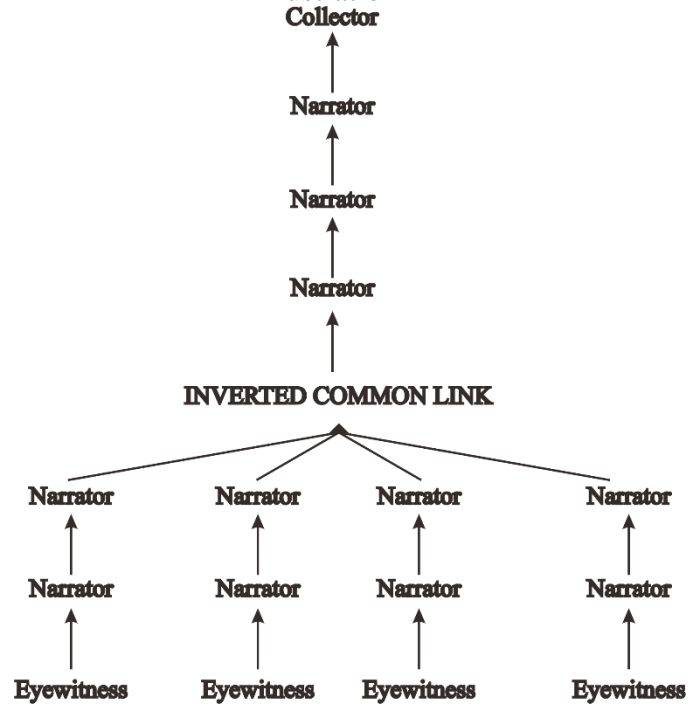 Collector
Narrator
Narrator
Narrator
INVERTED COMMON LINK
Narrator Narrator Narrator Narrator
Narrator Narrator Narrator Narrator
Eyewitness Eyewitness Eyewitness Eyewitness